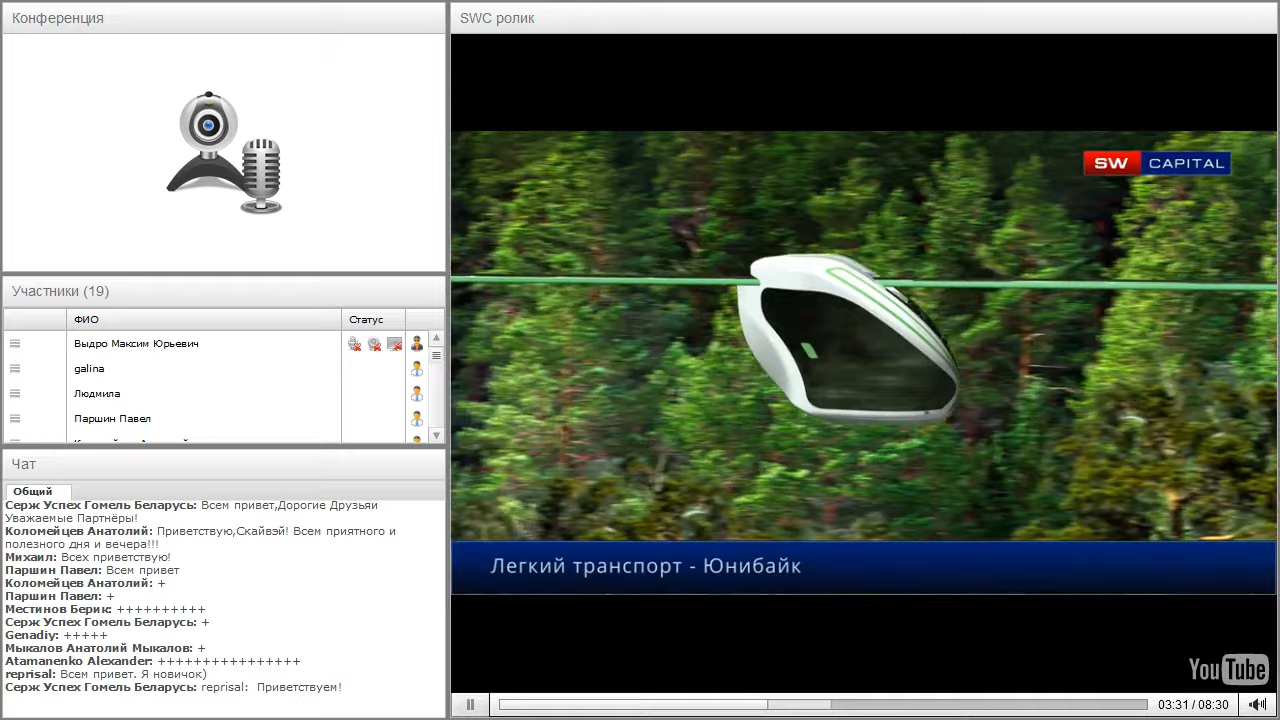 Конференция
SWC ролик
SW CAPITAL
Участники (19)
ФИО
Статус
Выдро Максим Юрьевич
galina
Людмила
Паршин Павел
Чат
Общий
Серж Успех Гомель Беларусь: Всем привет,Дорогие Друзьяи
Уважаемые Партнёры!
Коломейцев Анатолий: Приветствую,Скайвэй! Всем приятного и
полезного дня и вечера!!!
Михаил: Всех приветствую!
Паршин Павел: Всем привет
Коломейцев Анатолий: +
Паршин Павел: +
Местинов Берик: ++++++++++
Серж Успех Гомель Беларусь: +
Genadiy: +++++
Мыкалов Анатолий Мыкалов: +
Atamanenko Alexander: ++++++++++++++++
reprisal: Всем привет. Я новичок)
Серж Успех Гомель Беларусь: reprisal: Приветствуем!
Легкий транспорт - Юнибайк
YouTube
03:31 / 08:30